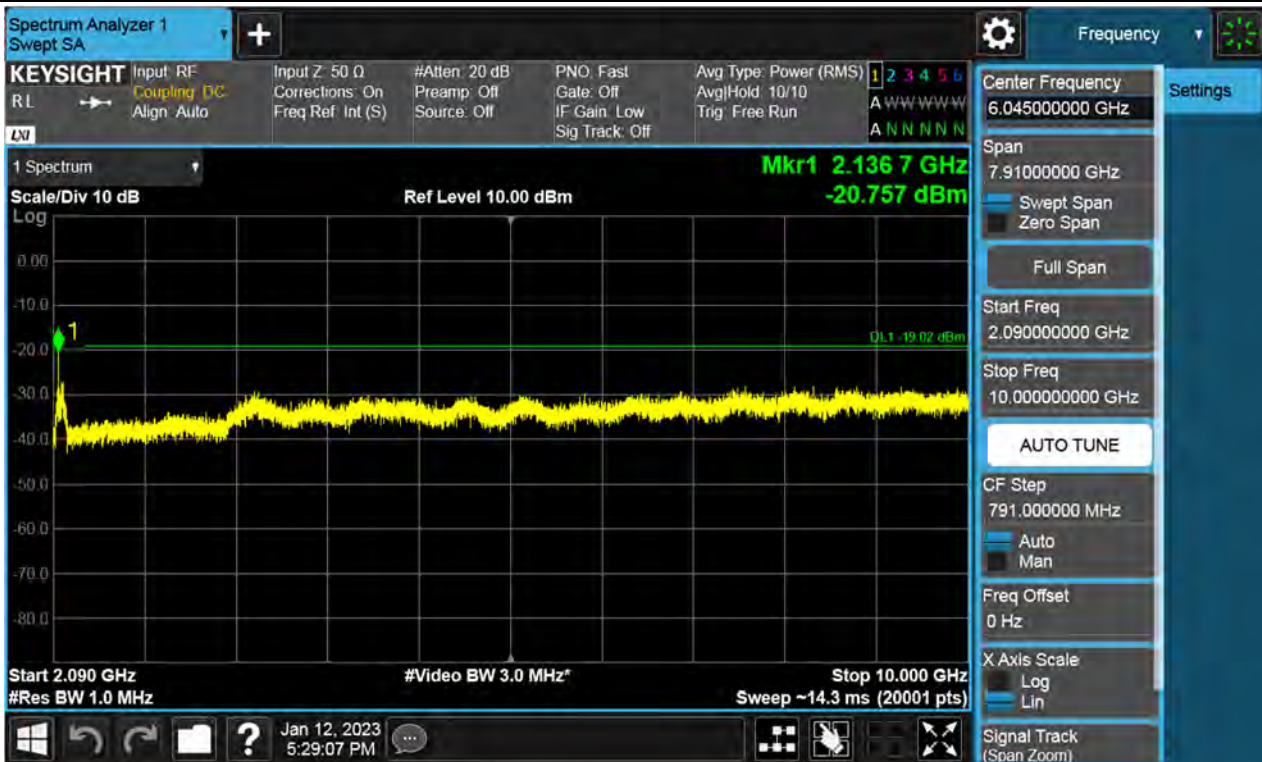 Spectrum Analyzer 1
Swept SA
+
Frequency
KEYSIGHT
RL
LXI
Input: RF
Coupling: DC
Align: Auto
Input Z: 50 Ω
Corrections: On
Freq Ref: Int (S)
#Atten: 20 dB
Preamp: Off
Source: Off
PNO: Fast
Gate: Off
IF Gain: Low
Sig Track: Off
Avg Type: Power (RMS)
Avg|Hold: 10/10
Trig: Free Run
1 2 3 4 5 6
A W W W W W
A N N N N N
1 Spectrum
Scale/Div 10 dB
Ref Level 10.00 dBm
Mkr1 2.136 7 GHz
-20.757 dBm
Log
0.00
-10.0
-20.0
-30.0
-40.0
-50.0
-60.0
-70.0
-80.0
1
DL1 -19.02 dBm
Start 2.090 GHz
#Res BW 1.0 MHz
#Video BW 3.0 MHz*
Stop 10.000 GHz
Sweep ~14.3 ms (20001 pts)
Center Frequency
6.045000000 GHz
Span
7.91000000 GHz
Swept Span
Zero Span
Full Span
Start Freq
2.090000000 GHz
Stop Freq
10.000000000 GHz
AUTO TUNE
CF Step
791.000000 MHz
Auto
Man
Freq Offset
0 Hz
X Axis Scale
Log
Lin
Signal Track
(Span Zoom)
Settings
?
Jan 12, 2023
5:29:07 PM